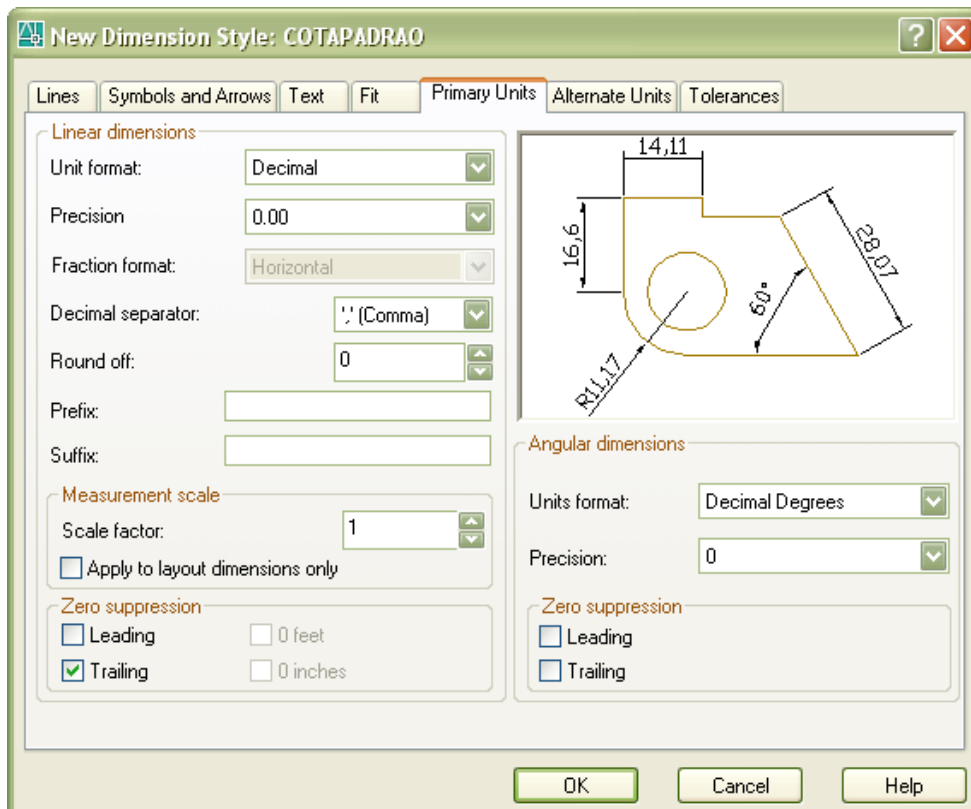 New Dimension Style: COTAPADRAO
Lines Symbols and Arrows Text Fit Primary Units Alternate Units Tolerances
Linear dimensions
Unit format: Decimal
Precision 0.00
Fraction format: Horizontal
Decimal separator: ',' (Comma)
Round off: 0
Prefix:
Suffix:
Measurement scale
Scale factor: 1
Apply to layout dimensions only
Zero suppression
Leading 0 feet
Trailing 0 inches
14,11
16,6
28,07
60°
R11,17
Angular dimensions
Units format: Decimal Degrees
Precision: 0
Zero suppression
Leading
Trailing
OK Cancel Help